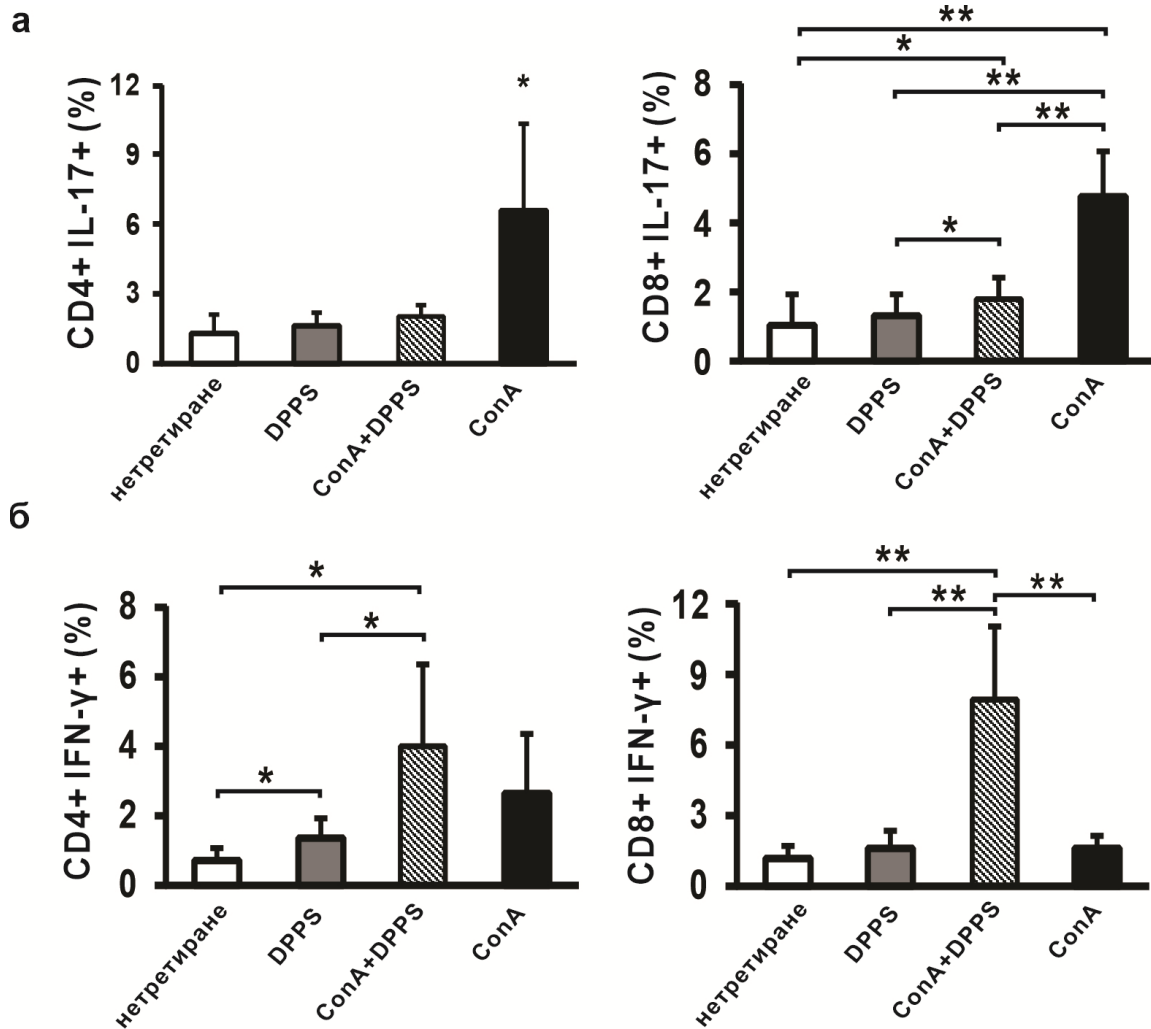 а
CD4+ IL-17+ (%)
12
9
6
3
0
*
нетретиране
DPPS
ConA+DPPS
ConA
CD8+ IL-17+ (%)
8
6
4
2
0
**
*
**
**
*
нетретиране
DPPS
ConA+DPPS
ConA
б
CD4+ IFN-γ+ (%)
8
6
4
2
0
*
*
*
нетретиране
DPPS
ConA+DPPS
ConA
CD8+ IFN-γ+ (%)
12
9
6
3
0
**
**
**
нетретиране
DPPS
ConA+DPPS
ConA